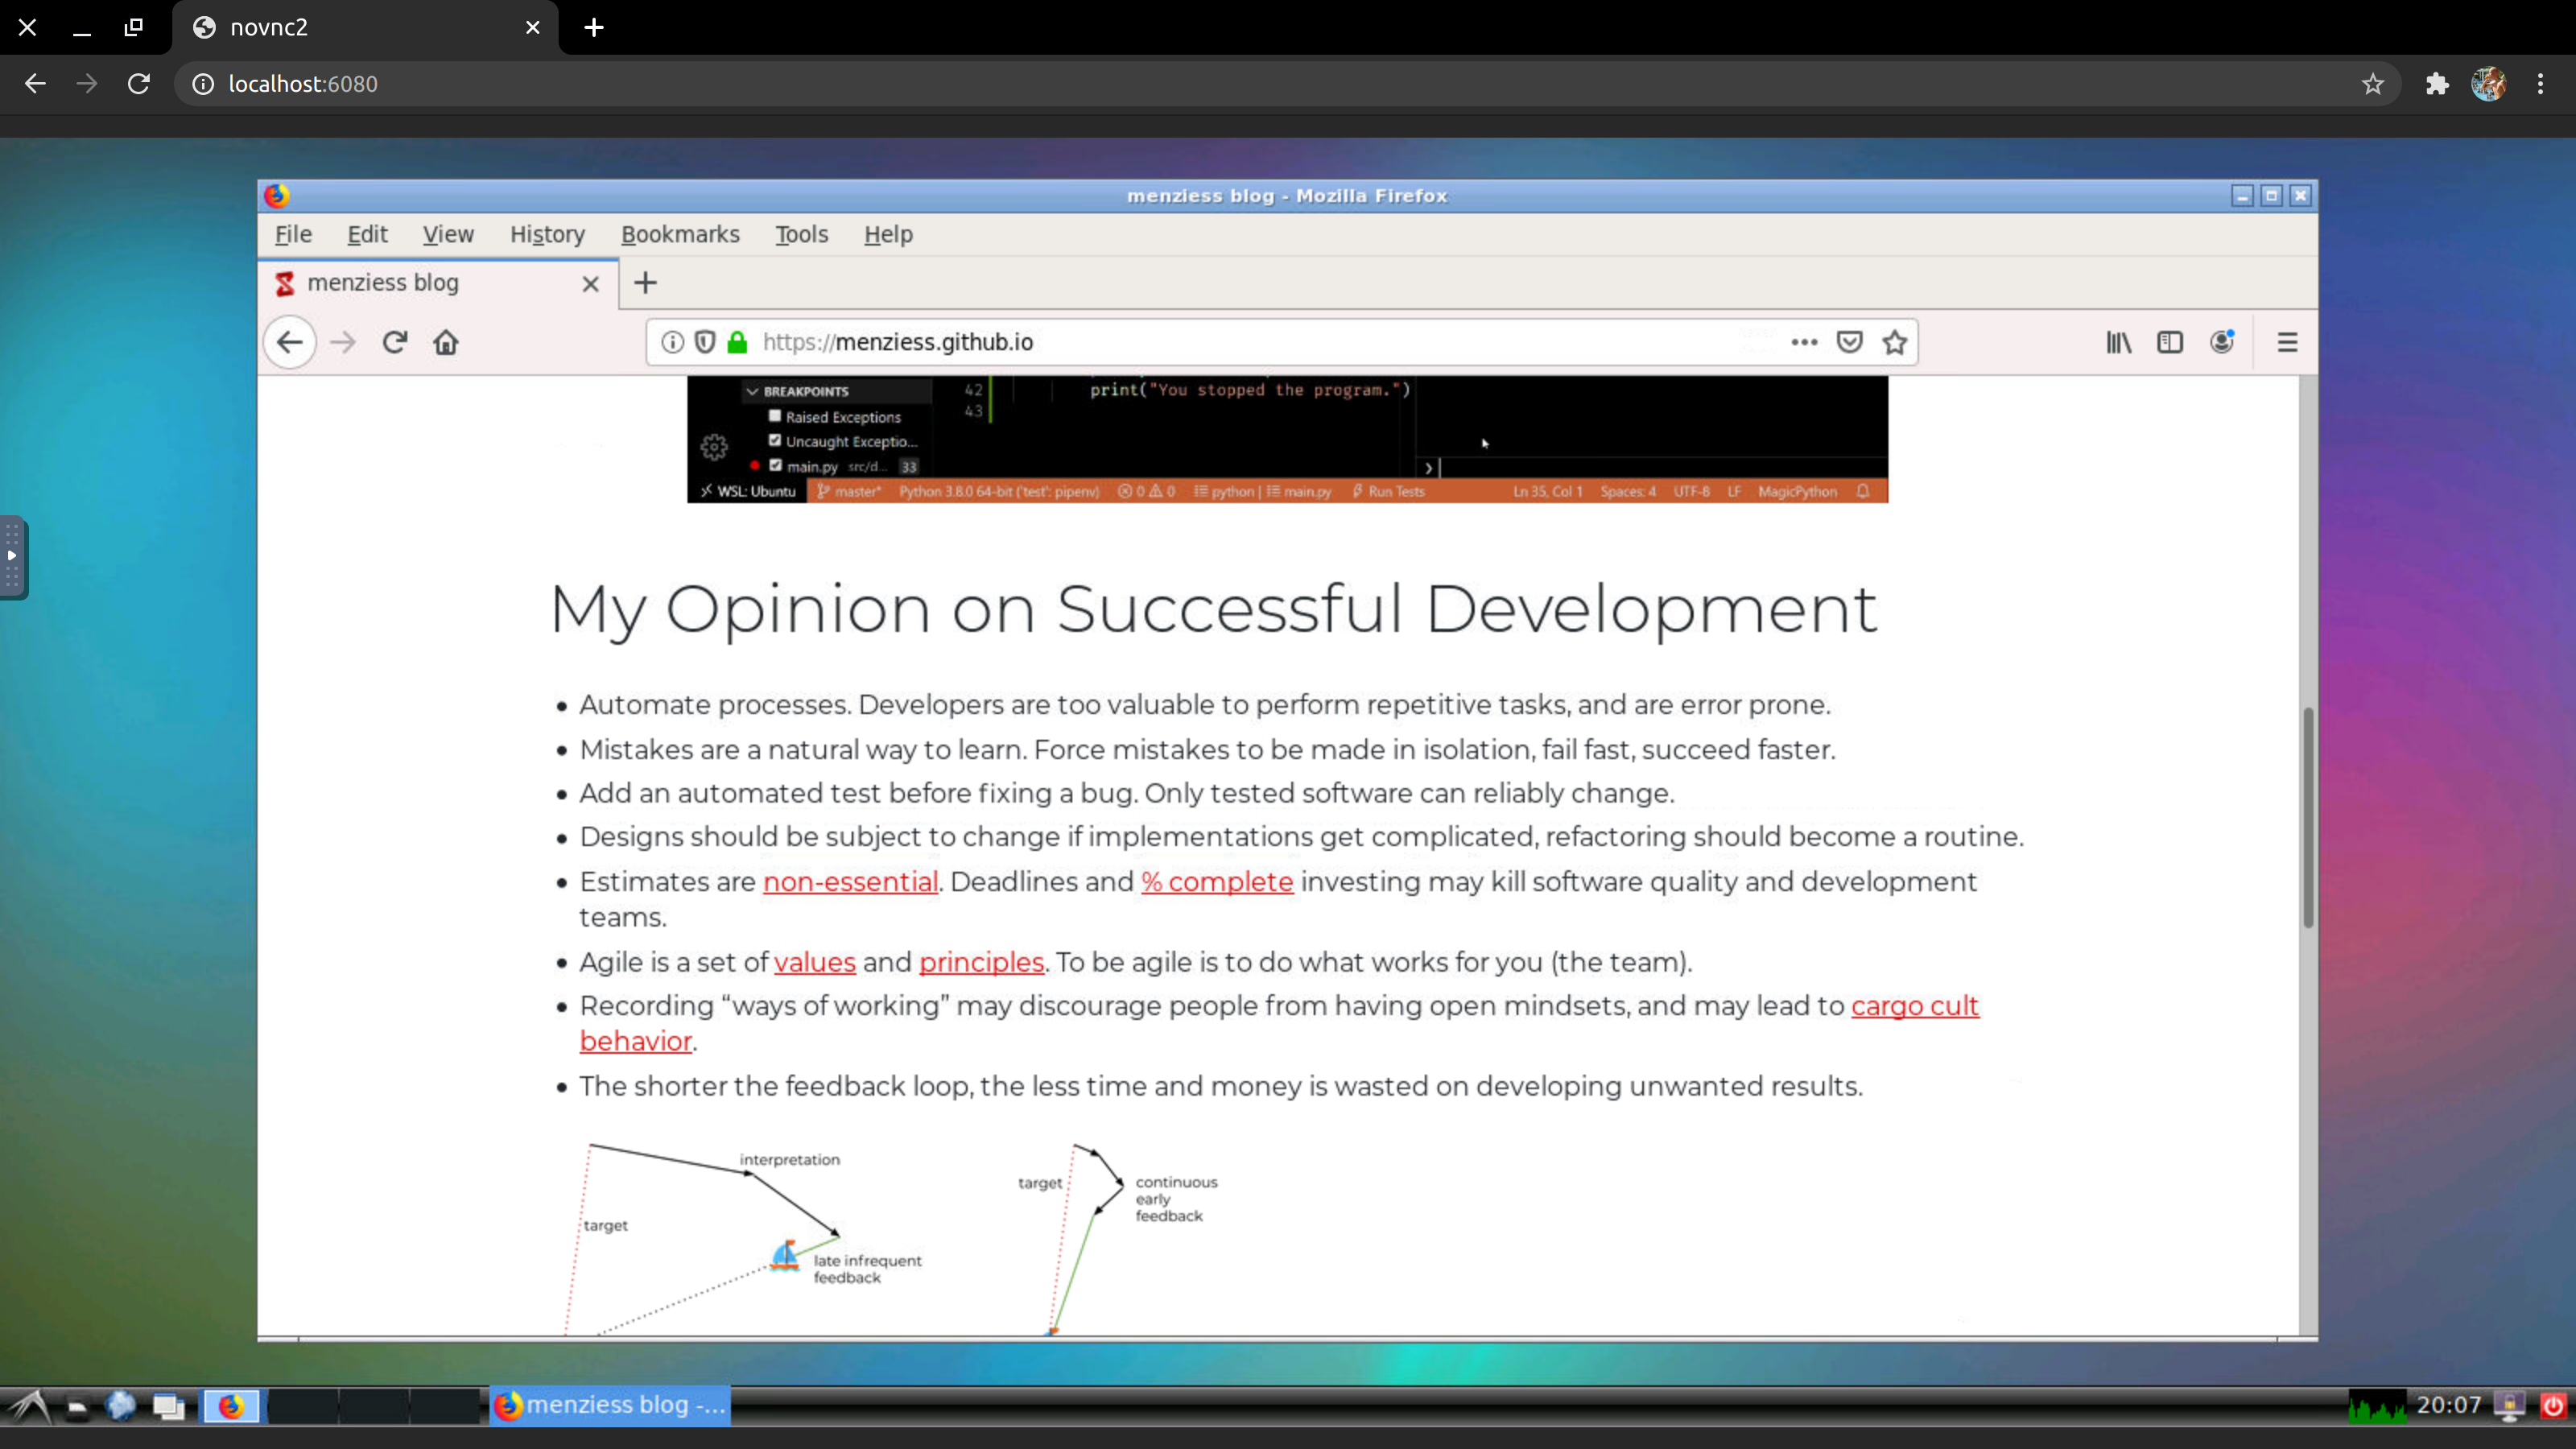 novnc2
localhost:6080
menziess blog - Mozilla Firefox
File Edit View History Bookmarks Tools Help
menziess blog
https://menziess.github.io
BREAKPOINTS
Raised Exceptions
Uncaught Exceptio...
main.py src/d... 33
42 print("You stopped the program.")
43
WSL: Ubuntu master* Python 3.8.0 64-bit ('test': pipenv) 0 0 python | main.py Run Tests Ln 35, Col 1 Spaces: 4 UTF-8 LF MagicPython
My Opinion on Successful Development
• Automate processes. Developers are too valuable to perform repetitive tasks, and are error prone.
• Mistakes are a natural way to learn. Force mistakes to be made in isolation, fail fast, succeed faster.
• Add an automated test before fixing a bug. Only tested software can reliably change.
• Designs should be subject to change if implementations get complicated, refactoring should become a routine.
• Estimates are non-essential. Deadlines and % complete investing may kill software quality and development
teams.
• Agile is a set of values and principles. To be agile is to do what works for you (the team).
• Recording “ways of working” may discourage people from having open mindsets, and may lead to cargo cult
behavior.
• The shorter the feedback loop, the less time and money is wasted on developing unwanted results.
interpretation
target
late infrequent
feedback
target
continuous
early
feedback
menziess blog -...
20:07